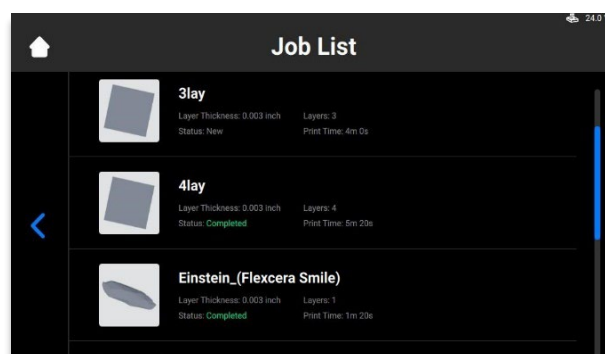 24.0
Job List
3lay
Layer Thickness: 0.003 inch Layers: 3
Status: New Print Time: 4m 0s
4lay
Layer Thickness: 0.003 inch Layers: 4
Status: Completed Print Time: 5m 20s
Einstein_(Flexcera Smile)
Layer Thickness: 0.003 inch Layers: 1
Status: Completed Print Time: 1m 20s